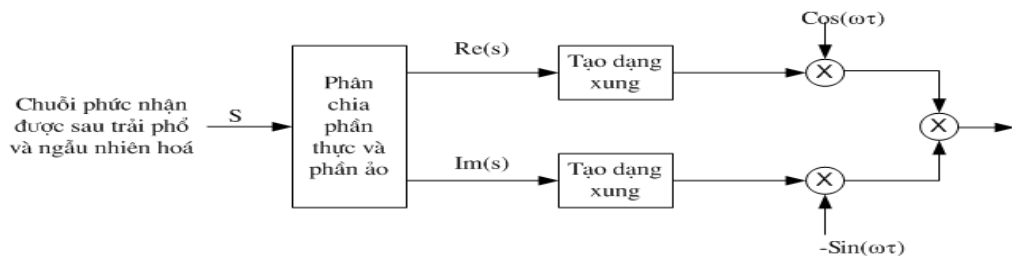 Chuỗi phức nhận
được sau trải phổ
và ngẫu nhiên hoá
S
Phân
chia
phần
thực và
phần ảo
Re(s)
Im(s)
Tạo dạng
xung
Tạo dạng
xung
Cos(ωτ)
-Sin(ωτ)